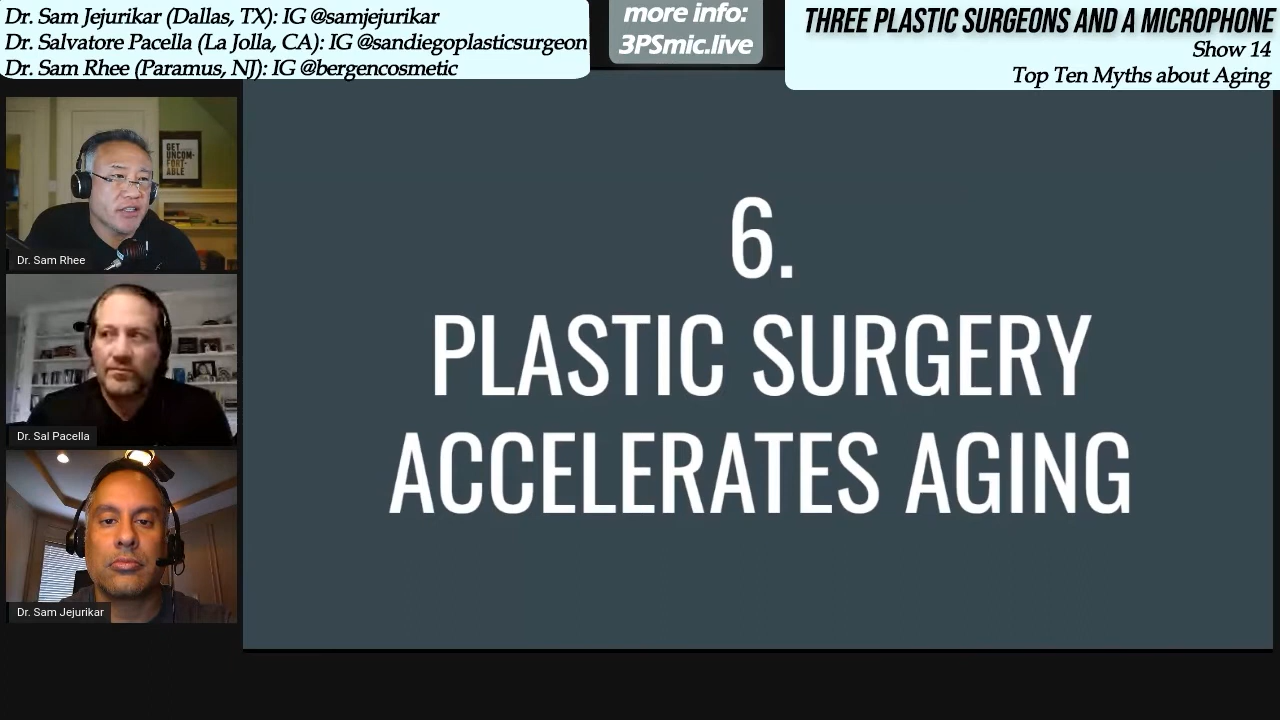 Dr. Sam Jejurikar (Dallas, TX): IG @samjejurikar
Dr. Salvatore Pacella (La Jolla, CA): IG @sandiegoplasticsurgeon
Dr. Sam Rhee (Paramus, NJ): IG @bergencosmetic
more info:
3PSmic.live
THREE PLASTIC SURGEONS AND A MICROPHONE
Show 14
Top Ten Myths about Aging
GET
UNCOM-
FORT-
ABLE
Dr. Sam Rhee
Dr. Sal Pacella
Dr. Sam Jejurikar
6.
PLASTIC SURGERY
ACCELERATES AGING